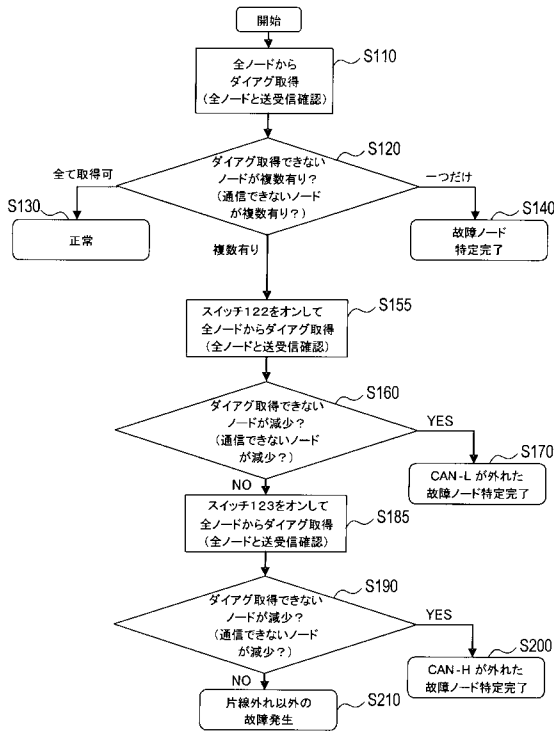 開始
全ノードから
ダイアグ取得
(全ノードと送受信確認)
S110
ダイアグ取得できない
ノードが複数有り?
(通信できないノード
が複数有り?)
S120
全て取得可
一つだけ
S130
正常
S140
故障ノード
特定完了
複数有り
スイッチ122をオンして
全ノードからダイアグ取得
(全ノードと送受信確認)
S155
ダイアグ取得できない
ノードが減少?
(通信できないノード
が減少?)
S160
YES
S170
CAN-Lが外れた
故障ノード特定完了
NO
スイッチ123をオンして
全ノードからダイアグ取得
(全ノードと送受信確認)
S185
ダイアグ取得できない
ノードが減少?
(通信できないノード
が減少?)
S190
YES
S200
CAN-Hが外れた
故障ノード特定完了
NO
片線外れ以外の
故障発生
S210